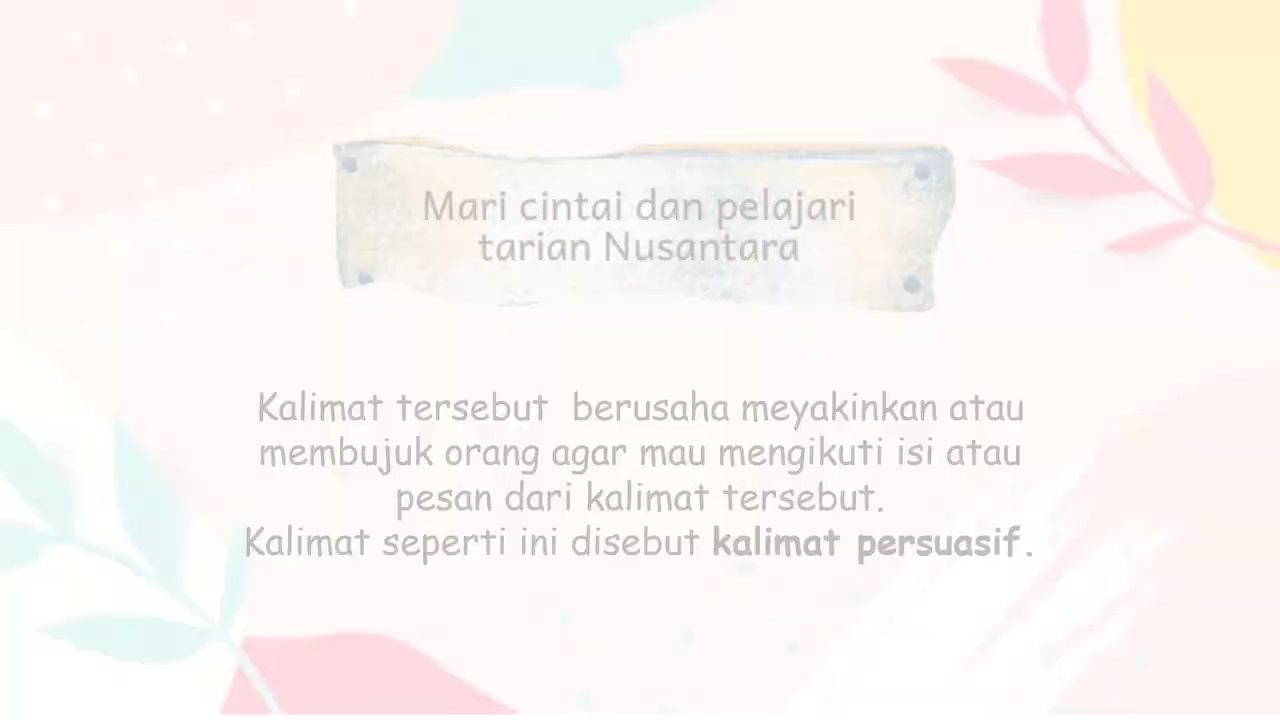 Mari cintai dan pelajari
tarian Nusantara
Kalimat tersebut berusaha meyakinkan atau
membujuk orang agar mau mengikuti isi atau
pesan dari kalimat tersebut.
Kalimat seperti ini disebut kalimat persuasif.